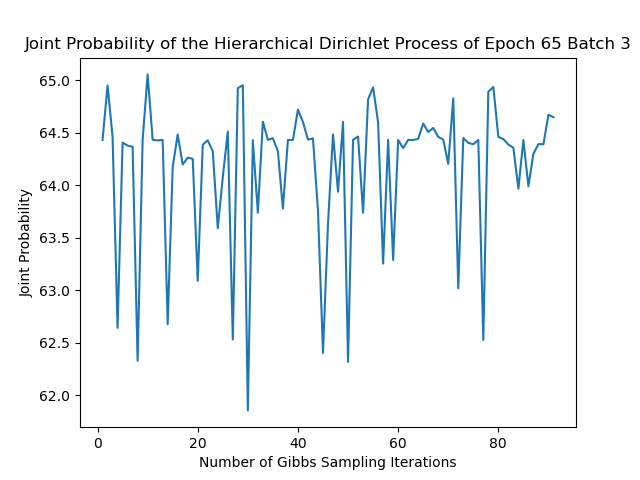 Joint Probability of the Hierarchical Dirichlet Process of Epoch 65 Batch 3
65.0
64.5
64.0
63.5
63.0
62.5
62.0
Joint Probability
0 20 40 60 80
Number of Gibbs Sampling Iterations